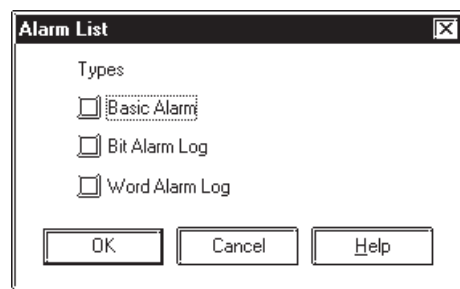 Alarm List
Types
Basic Alarm
Bit Alarm Log
Word Alarm Log
OK Cancel Help